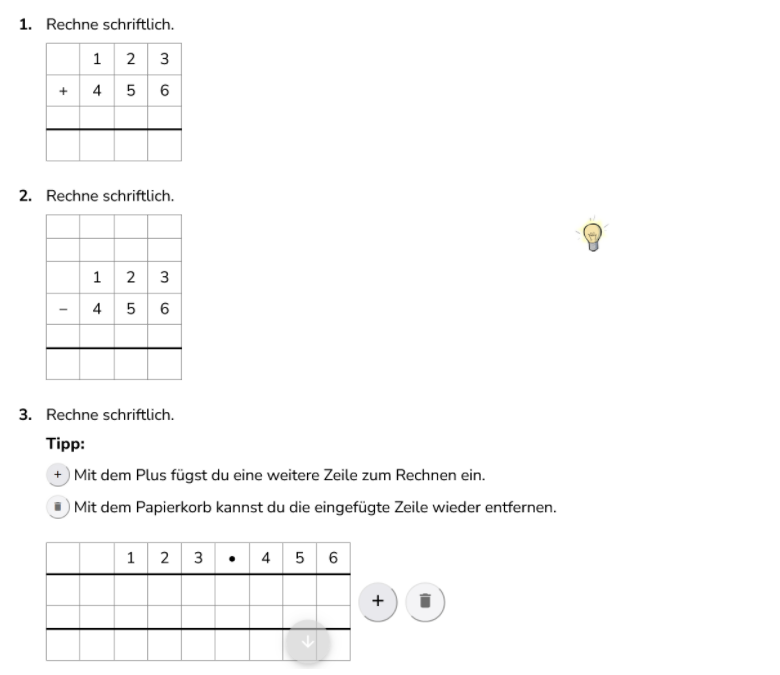 1. Rechne schriftlich.
1 2 3
+ 4 5 6
2. Rechne schriftlich.
1 2 3
− 4 5 6
3. Rechne schriftlich.
Tipp:
+ Mit dem Plus fügst du eine weitere Zeile zum Rechnen ein.
Mit dem Papierkorb kannst du die eingefügte Zeile wieder entfernen.
1 2 3 • 4 5 6
+